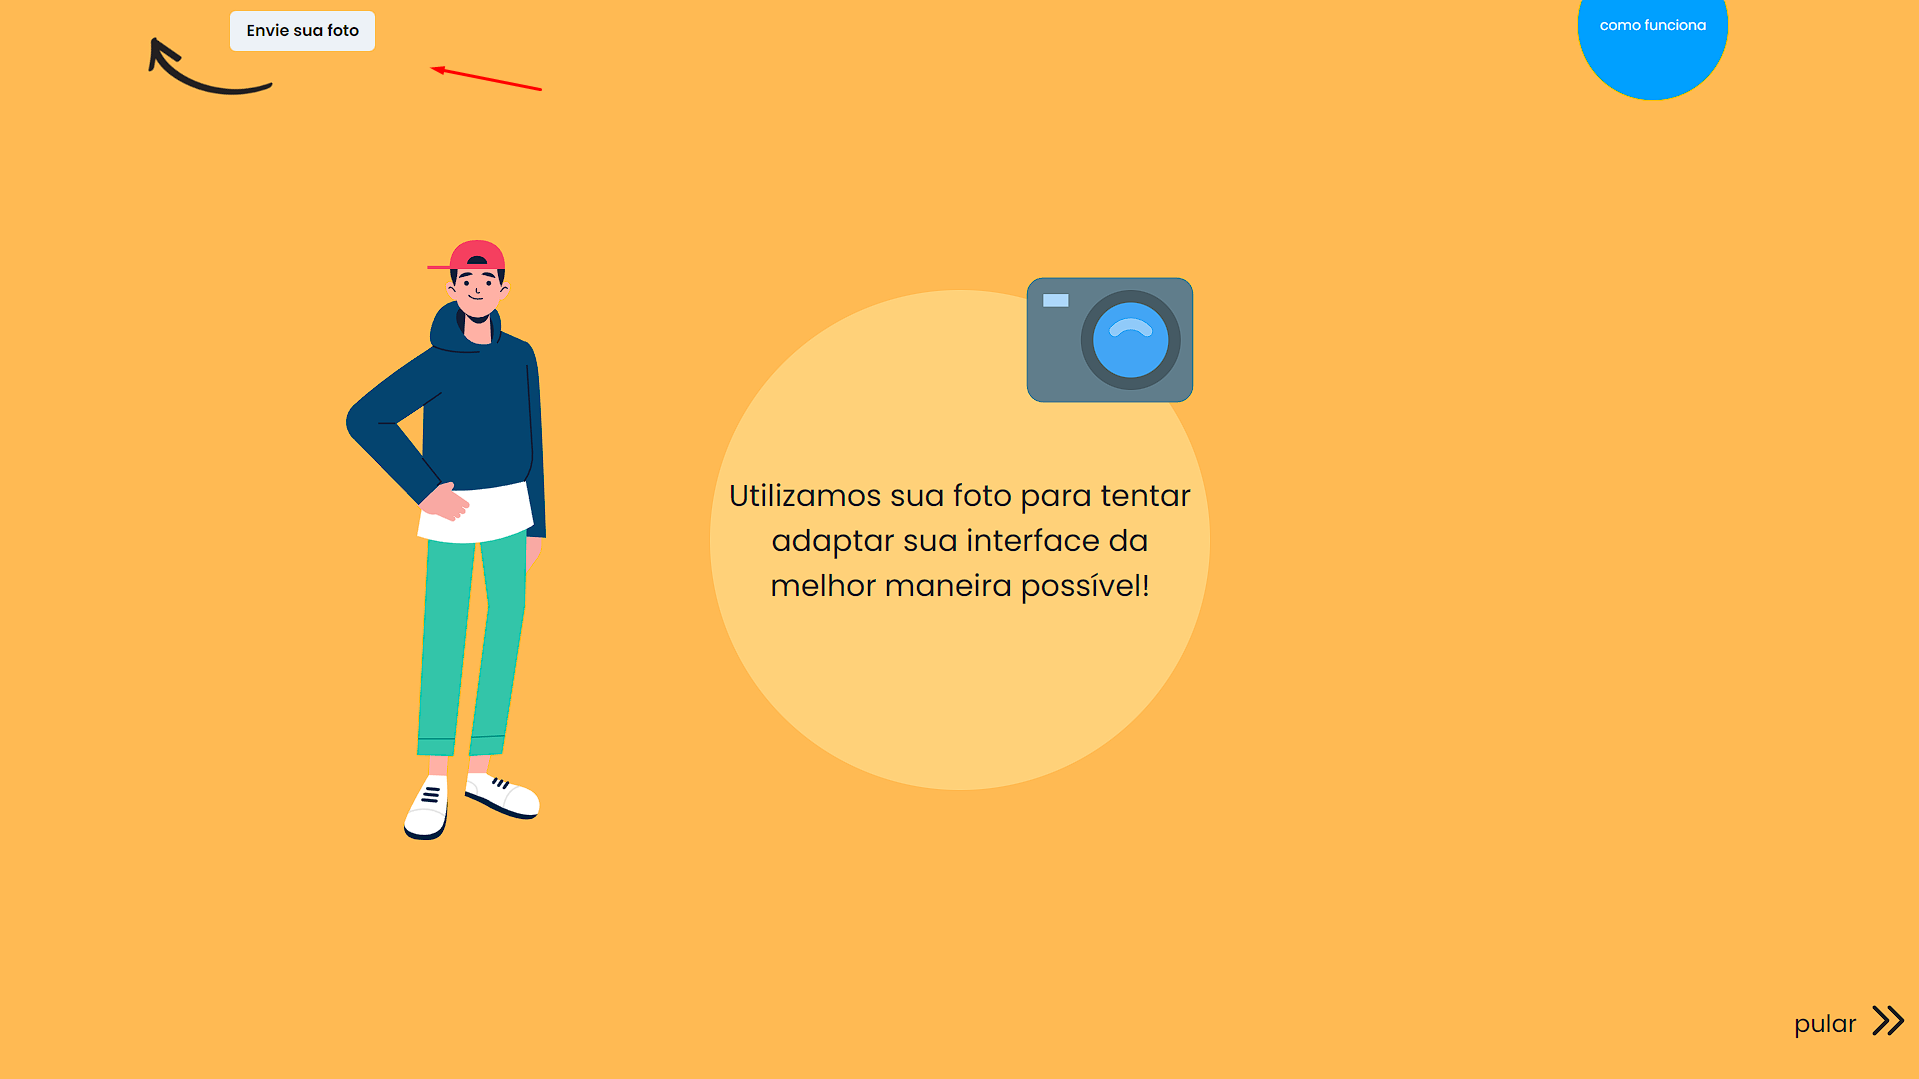 Envie sua foto
como funciona
Utilizamos sua foto para tentar
adaptar sua interface da
melhor maneira possível!
pular